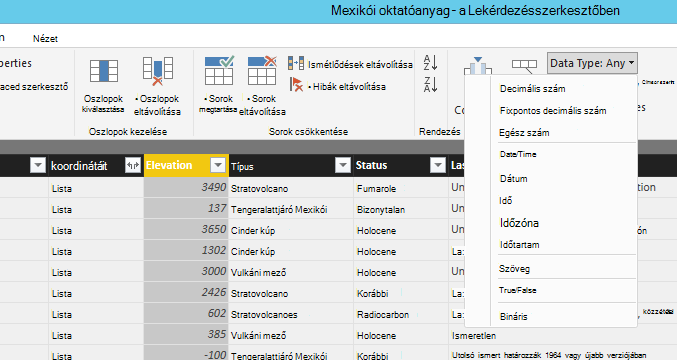 Mexikói oktatóanyag - a Lekérdezésszerkesztőben
Nézet
perties
aced szerkesztő
Oszlopok kiválasztása
• Oszlopok eltávolítása
Oszlopok kezelése
• Sorok megtartása
• Sorok eltávolítása
Ismétlődések eltávolítása
• Hibák eltávolítása
Sorok csökkentése
A Z
Z A
Rendezés
Data Type: Any
Decimális szám
Fixpontos decimális szám
Egész szám
Date/Time
Dátum
Idő
Időzóna
Időtartam
Szöveg
True/False
Bináris
koordinátáit Elevation Típus Status Las
Lista 3490 Stratovolcano Fumarole Un
Lista 137 Tengeralattjáró Mexikói Bizonytalan Un
Lista 3650 Cinder kúp Holocene Un ón
Lista 1302 Cinder kúp Holocene La:
Lista 3000 Vulkáni mező Holocene Un
Lista 2426 Stratovolcano Korábbi La:
Lista 602 Stratovolcanoes Radiocarbon La: közzététel
Lista 385 Vulkáni mező Holocene Ismeretlen
Lista -100 Tengeralattjáró Mexikói Korábbi Utolsó ismert határozzák 1964 vagy újabb verziójában